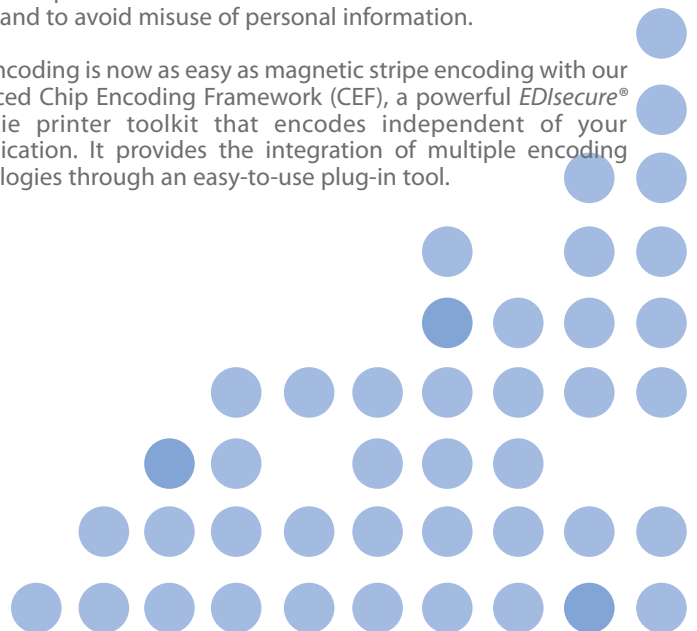 and to avoid misuse of personal information.
ncoding is now as easy as magnetic stripe encoding with our
ced Chip Encoding Framework (CEF), a powerful EDIsecure®
ie printer toolkit that encodes independent of your
ication. It provides the integration of multiple encoding
logies through an easy-to-use plug-in tool.